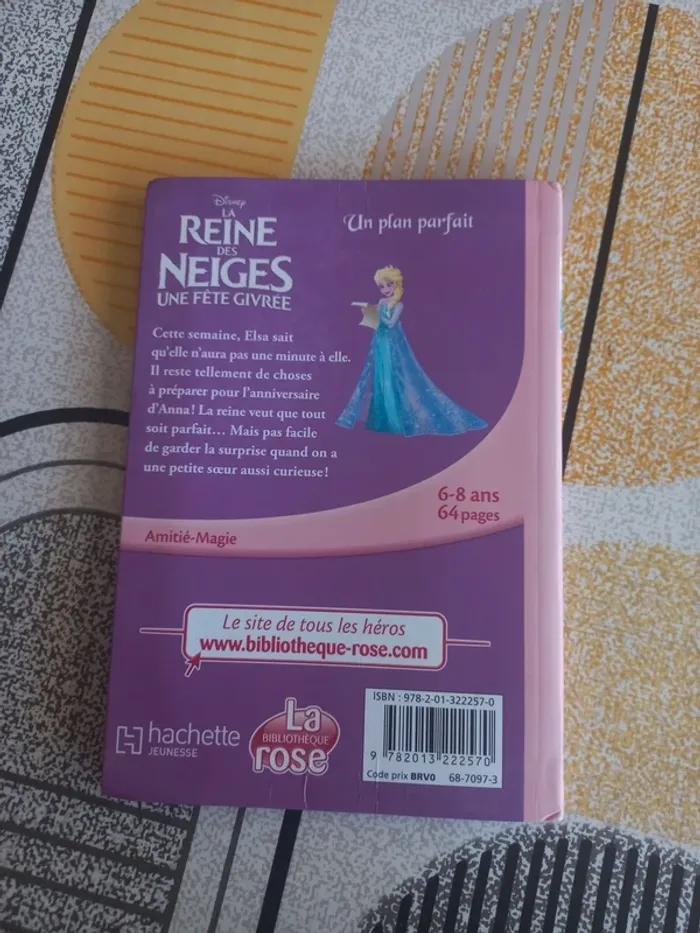 Disney
LA
REINE
DES
NEIGES
UNE FÊTE GIVRÉE
Un plan parfait
Cette semaine, Elsa sait
qu'elle n'aura pas une minute à elle.
Il reste tellement de choses
à préparer pour l'anniversaire
d'Anna ! La reine veut que tout
soit parfait… Mais pas facile
de garder la surprise quand on a
une petite sœur aussi curieuse !
6-8 ans
64 pages
Amitié-Magie
Le site de tous les héros
www.bibliotheque-rose.com
hachette
JEUNESSE
La
BIBLIOTHÈQUE
rose
ISBN : 978-2-01-322257-0
9 782013 222570
Code prix BRV0 68-7097-3